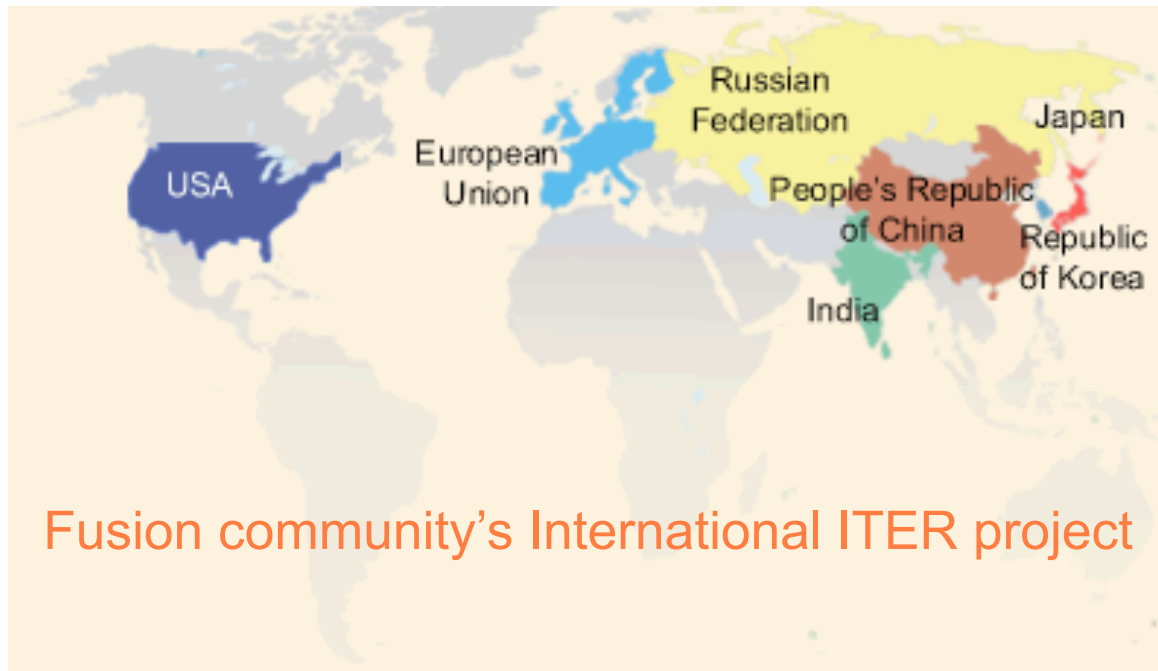 Russian
Federation
Japan
European
Union
USA
People's Republic
of China
Republic
of Korea
India
Fusion community’s International ITER project